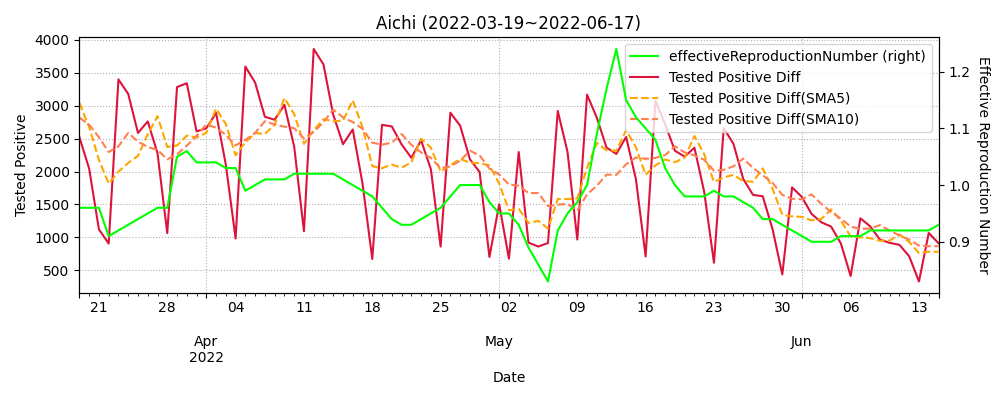 Aichi (2022-03-19~2022-06-17)
effectiveReproductionNumber (right)
Tested Positive Diff
Tested Positive Diff(SMA5)
Tested Positive Diff(SMA10)
4000
3500
3000
2500
2000
1500
1000
500
Tested Positive
1.2
1.1
1.0
0.9
Effective Reproduction Number
21 28 04 11 18 25 02 09 16 23 30 06 13
Apr May Jun
2022
Date